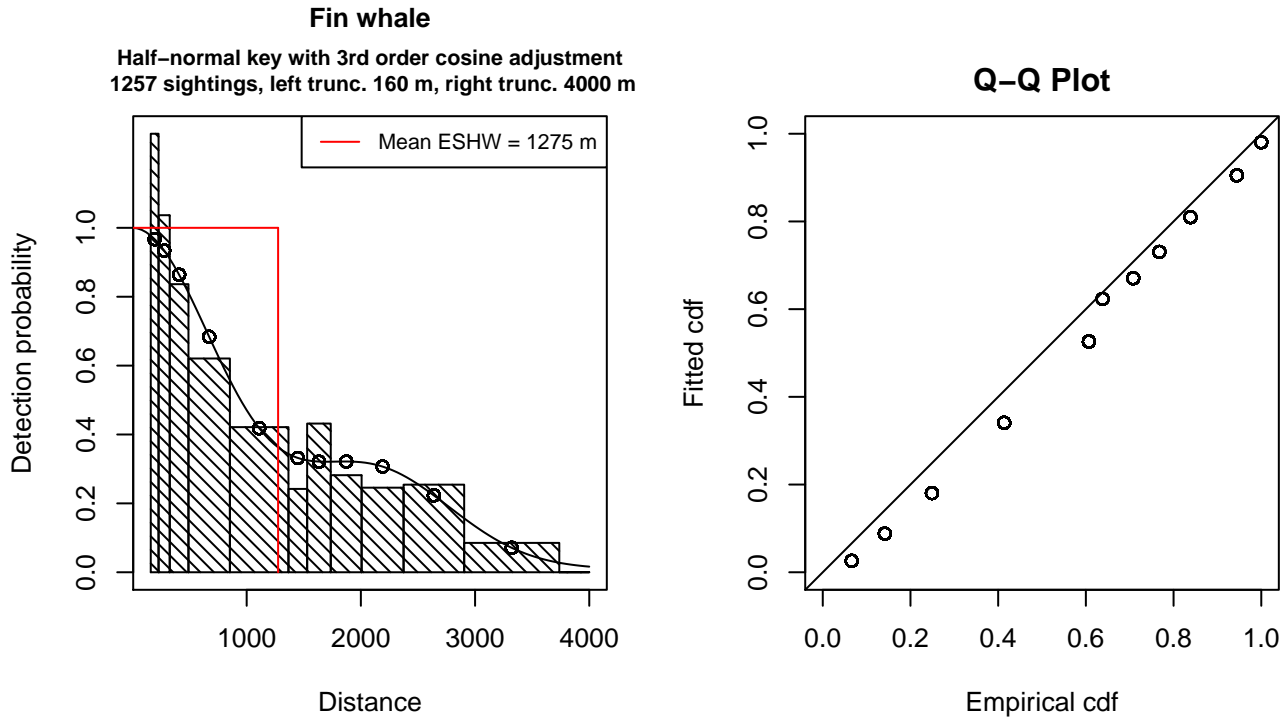 Fin whale
Half−normal key with 3rd order cosine adjustment
1257 sightings, left trunc. 160 m, right trunc. 4000 m
Mean ESHW = 1275 m
Detection probability
1.0
0.8
0.6
0.4
0.2
0.0
1000 2000 3000 4000
Distance
Q−Q Plot
Fitted cdf
1.0
0.8
0.6
0.4
0.2
0.0
0.0 0.2 0.4 0.6 0.8 1.0
Empirical cdf